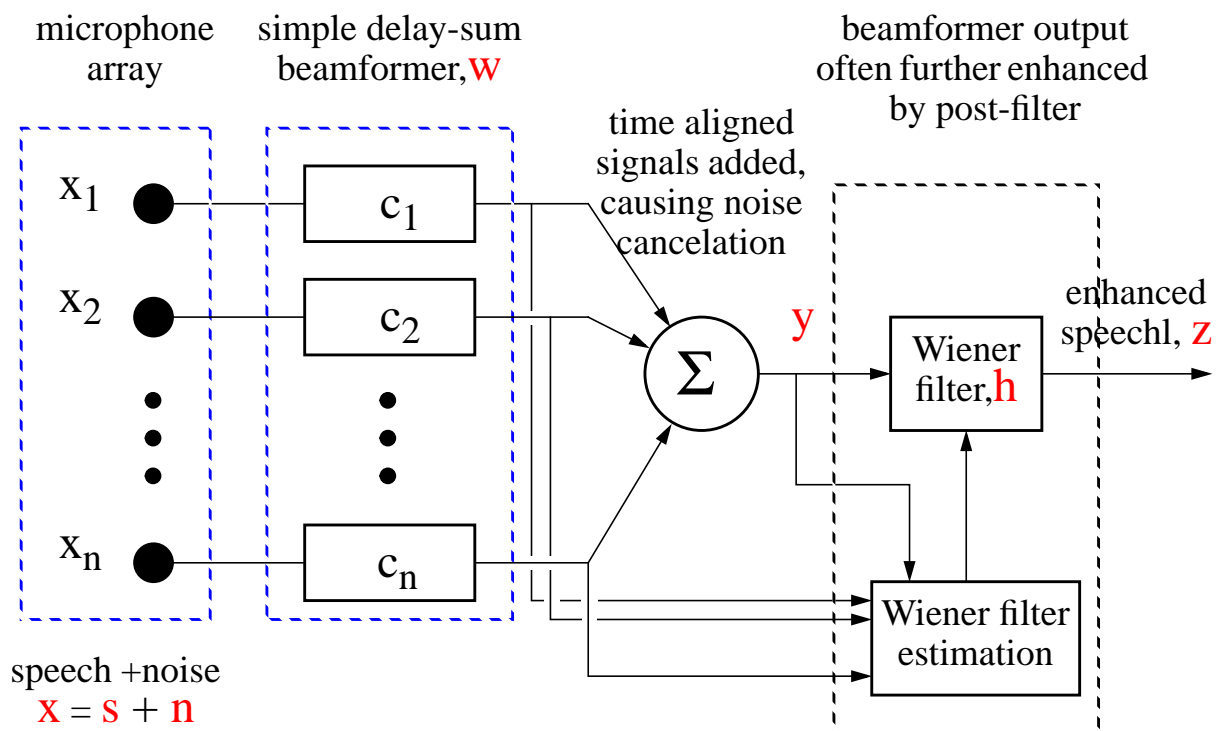 microphone
array
simple delay-sum
beamformer,w
beamformer output
often further enhanced
by post-filter
time aligned
signals added,
causing noise
cancelation
x1
c1
x2
c2
xn
cn
Σ
y
Wiener
filter,h
enhanced
speechl, z
Wiener filter
estimation
speech +noise
x = s + n